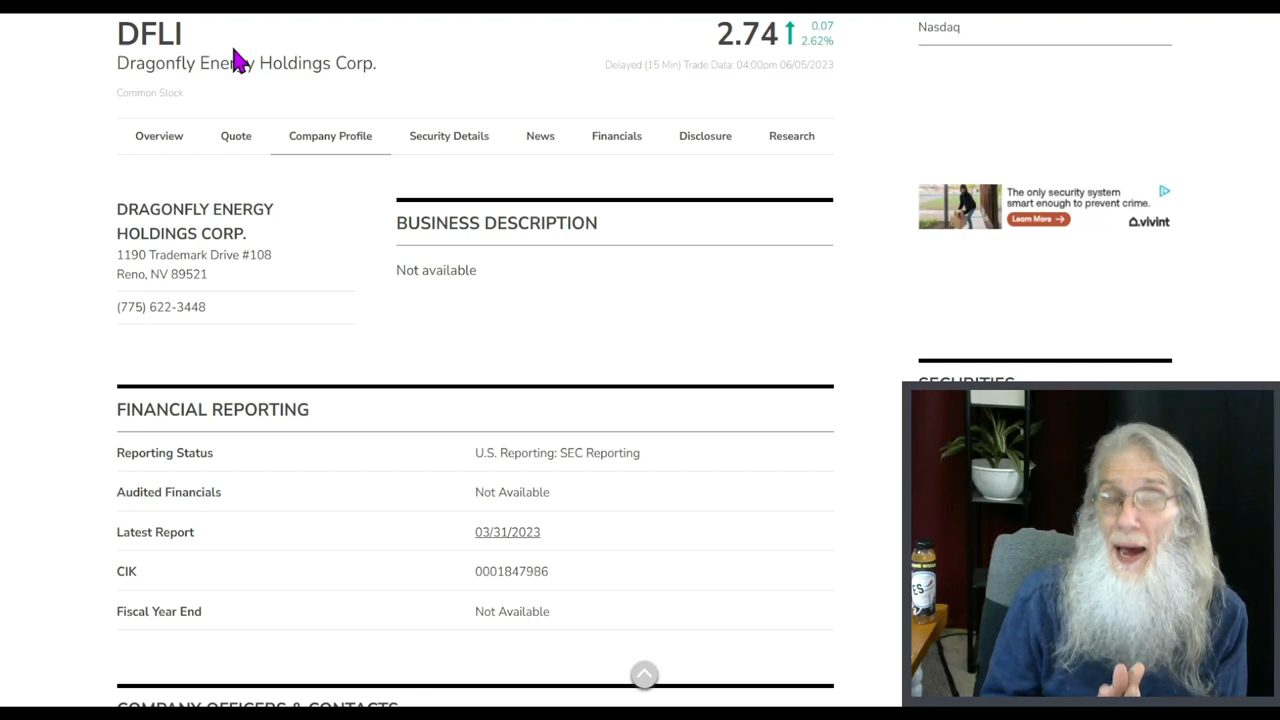 DFLI
Dragonfly Energy Holdings Corp.
Common Stock
2.74
0.07
2.62%
Delayed (15 Min) Trade Data: 04:00pm 06/05/2023
Nasdaq
Overview Quote Company Profile Security Details News Financials Disclosure Research
DRAGONFLY ENERGY
HOLDINGS CORP.
1190 Trademark Drive #108
Reno, NV 89521
(775) 622-3448
BUSINESS DESCRIPTION
Not available
The only security system
smart enough to prevent crime.
Learn More →
vivint
FINANCIAL REPORTING
Reporting Status U.S. Reporting: SEC Reporting
Audited Financials Not Available
Latest Report 03/31/2023
CIK 0001847986
Fiscal Year End Not Available
SECURITIES
COMPANY OFFICERS & CONTACTS